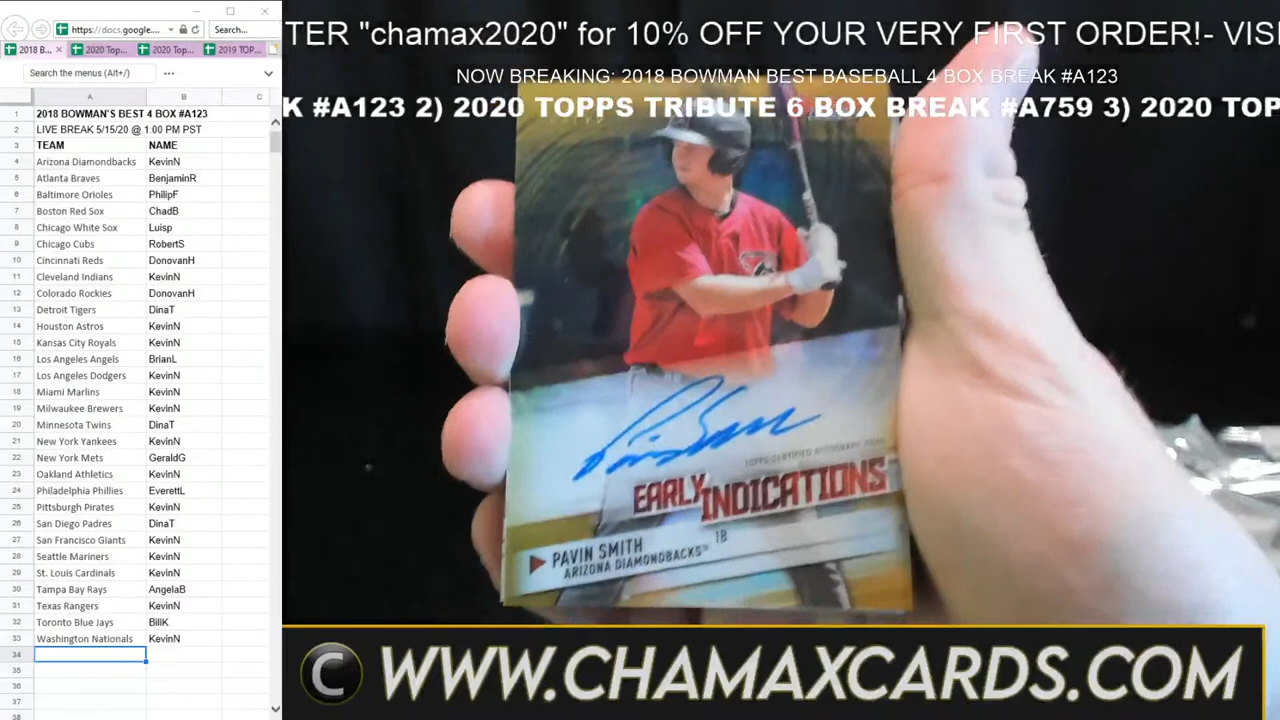 TER "chamax2020" for 10% OFF YOUR VERY FIRST ORDER!- VISI
NOW BREAKING: 2018 BOWMAN BEST BASEBALL 4 BOX BREAK #A123
K #A123 2) 2020 TOPPS TRIBUTE 6 BOX BREAK #A759 3) 2020 TOP
https://docs.google....
Search...
2018 B...
2020 Top...
2020 Top...
2019 TOP...
Search the menus (Alt+/)
A B C
1 2018 BOWMAN'S BEST 4 BOX #A123
2 LIVE BREAK 5/15/20 @ 1:00 PM PST
3 TEAM NAME
4 Arizona Diamondbacks KevinN
5 Atlanta Braves BenjaminR
6 Baltimore Orioles PhilipF
7 Boston Red Sox ChadB
8 Chicago White Sox Luisp
9 Chicago Cubs RobertS
10 Cincinnati Reds DonovanH
11 Cleveland Indians KevinN
12 Colorado Rockies DonovanH
13 Detroit Tigers DinaT
14 Houston Astros KevinN
15 Kansas City Royals KevinN
16 Los Angeles Angels BrianL
17 Los Angeles Dodgers KevinN
18 Miami Marlins KevinN
19 Milwaukee Brewers KevinN
20 Minnesota Twins DinaT
21 New York Yankees KevinN
22 New York Mets GeraldG
23 Oakland Athletics KevinN
24 Philadelphia Phillies EverettL
25 Pittsburgh Pirates KevinN
26 San Diego Padres DinaT
27 San Francisco Giants KevinN
28 Seattle Mariners KevinN
29 St. Louis Cardinals KevinN
30 Tampa Bay Rays AngelaB
31 Texas Rangers KevinN
32 Toronto Blue Jays BillK
33 Washington Nationals KevinN
34
35
36
37
38
TOPPS CERTIFIED AUTOGRAPH ISSUE
EARLY INDICATIONS
PAVIN SMITH 1B
ARIZONA DIAMONDBACKS
C WWW.CHAMAXCARDS.COM